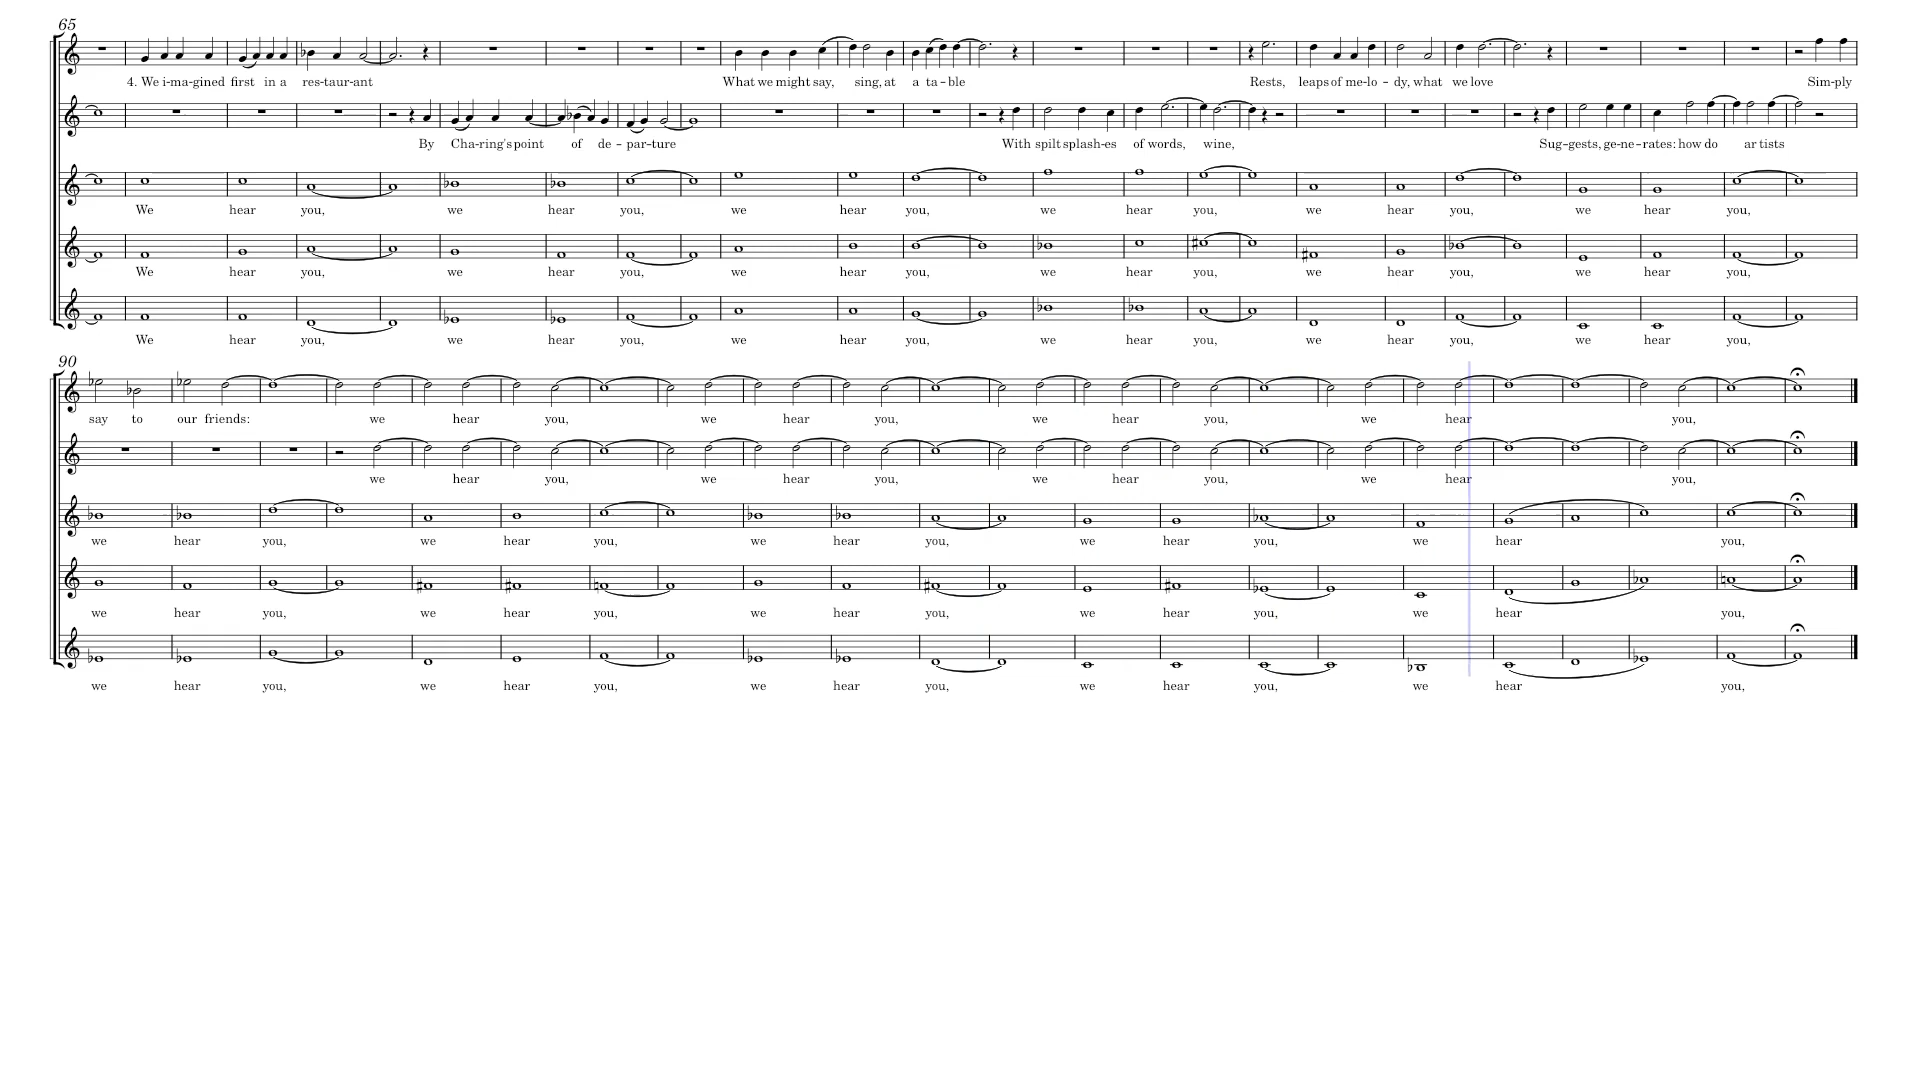 65
4. We i-ma-gined first in a res-taur-ant What we might say, sing, at a ta-ble Rests, leaps of me-lo-dy, what we love Sim-ply
By Cha-ring's point of de-par-ture With spilt splash-es of words, wine, Sug-gests, ge-ne-rates: how do ar tists
We hear you, we hear you, we hear you, we hear you, we hear you, we hear you,
We hear you, we hear you, we hear you, we hear you, we hear you, we hear you,
We hear you, we hear you, we hear you, we hear you, we hear you, we hear you,
90
say to our friends: we hear you, we hear you, we hear you, we hear you,
we hear you, we hear you, we hear you, we hear you,
we hear you, we hear you, we hear you, we hear you, we hear you,
we hear you, we hear you, we hear you, we hear you, we hear you,
we hear you, we hear you, we hear you, we hear you, we hear you,